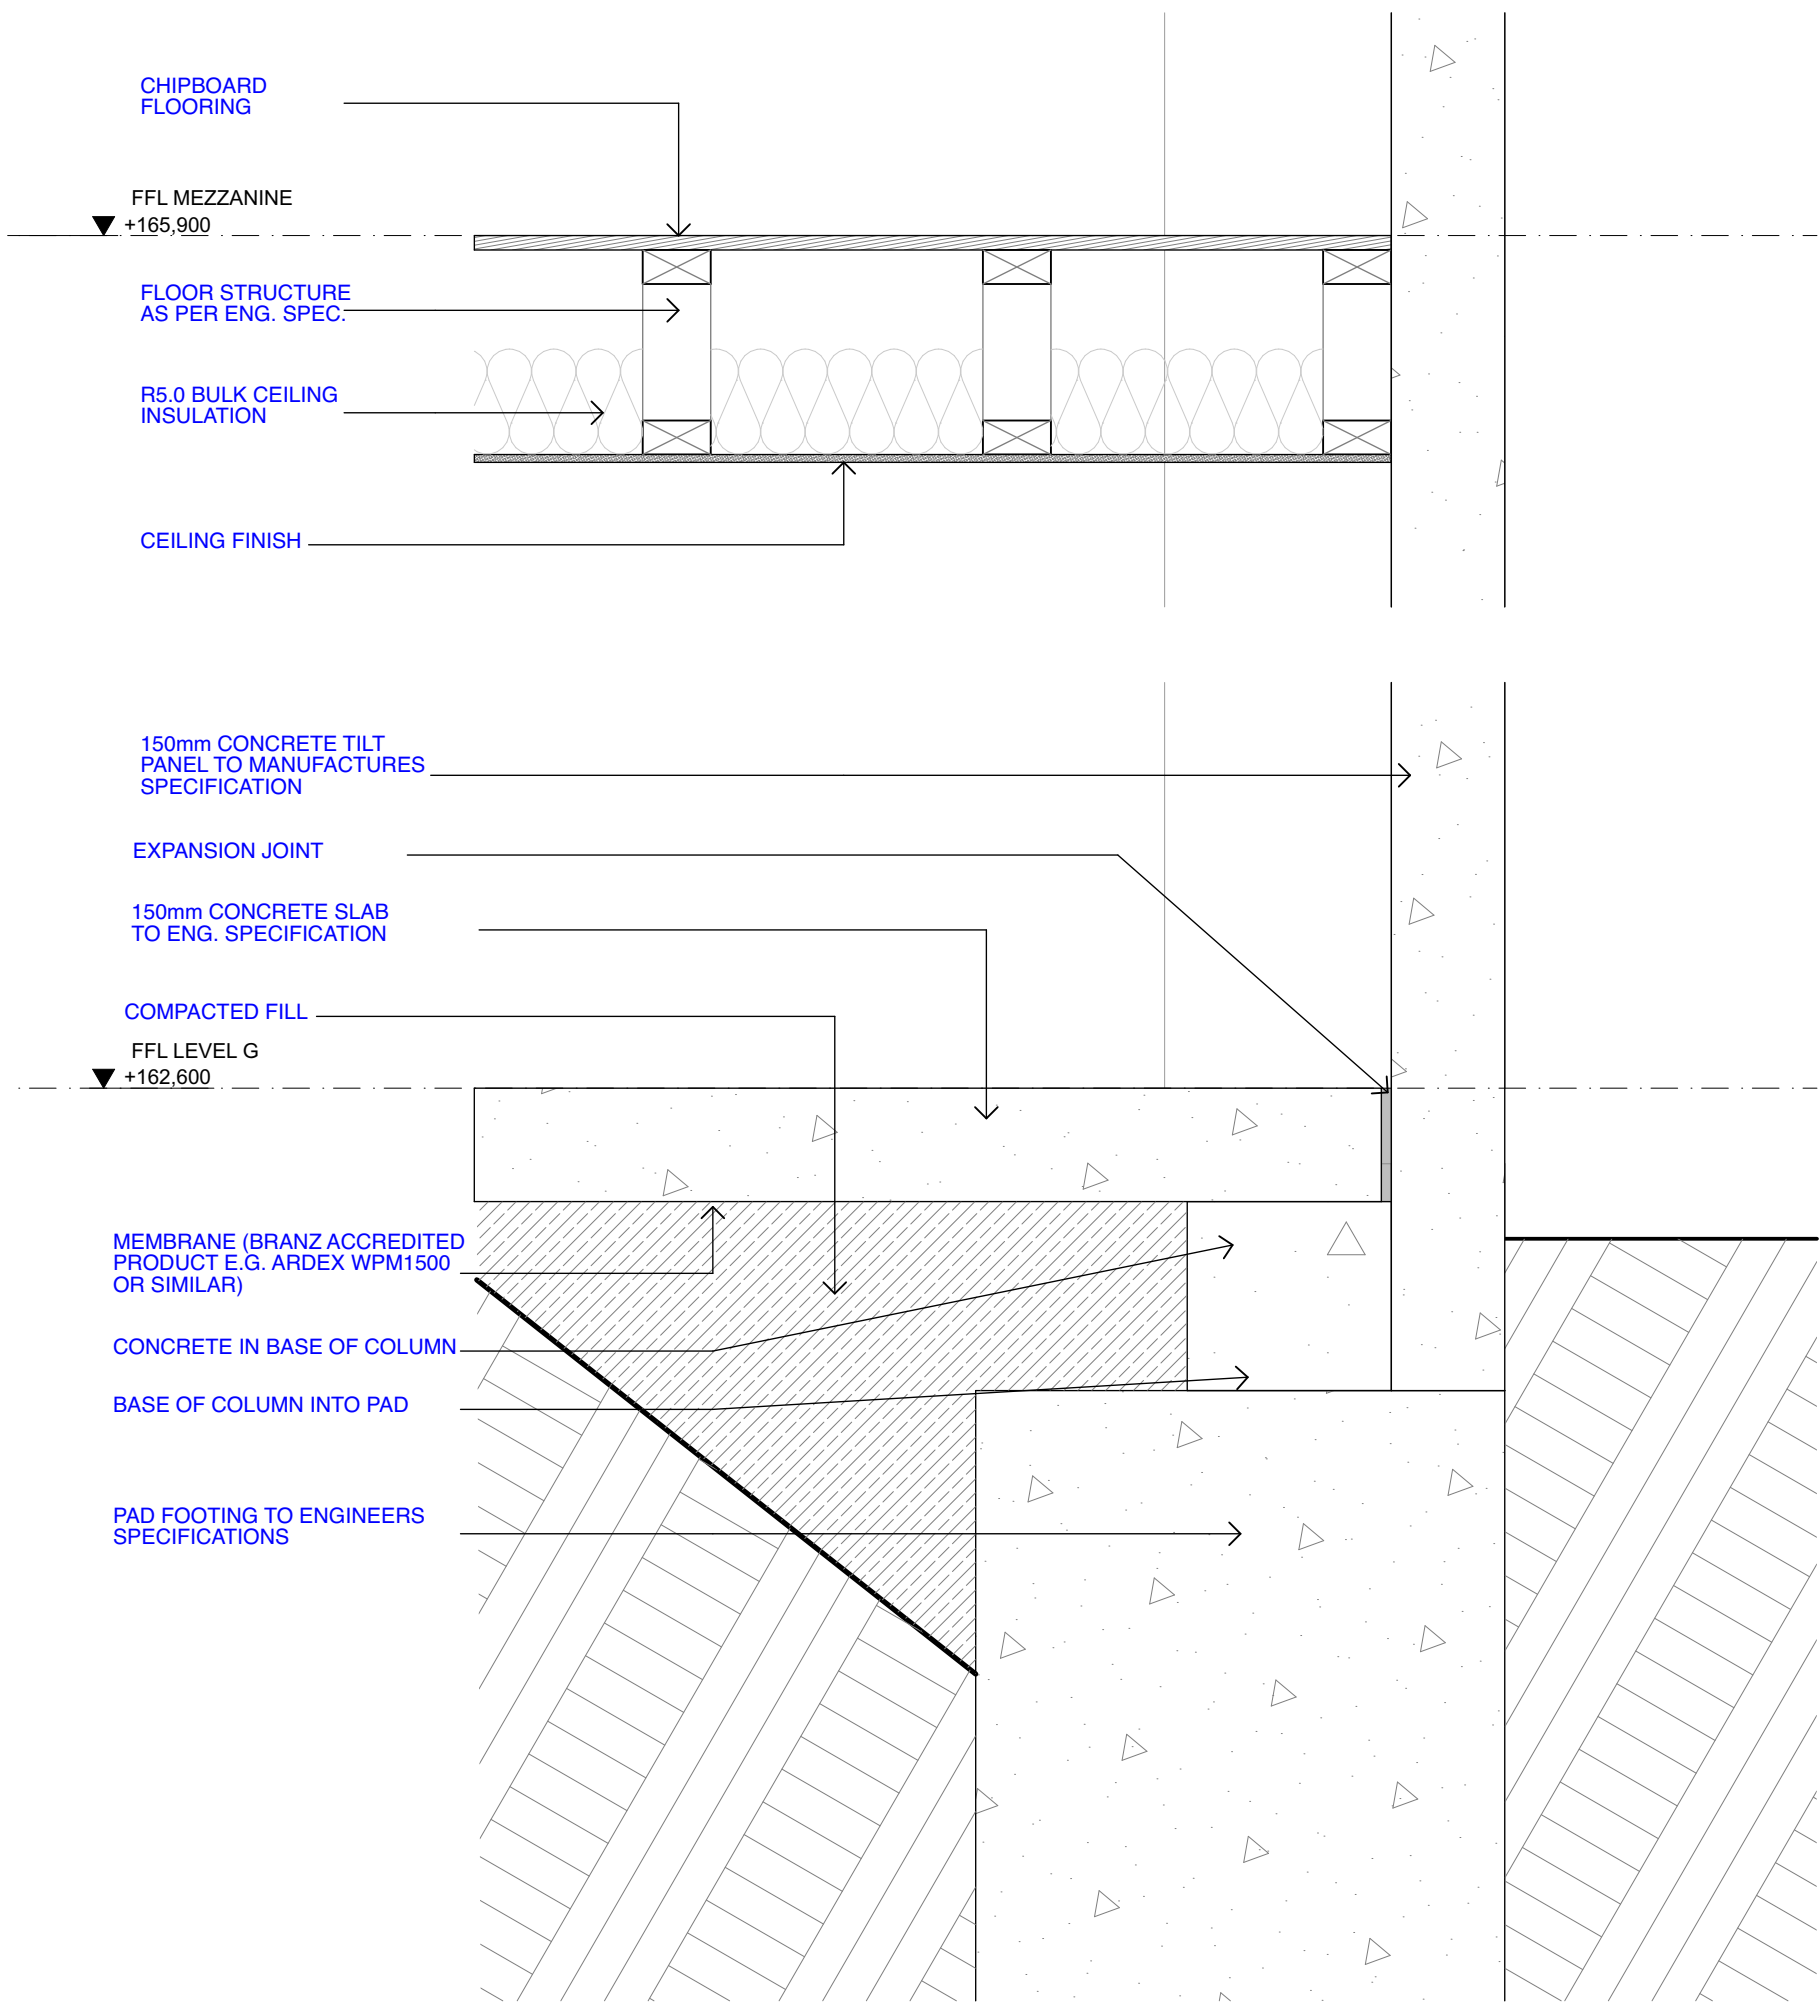 CHIPBOARD
FLOORING
FFL MEZZANINE
+165,900
FLOOR STRUCTURE
AS PER ENG. SPEC.
R5.0 BULK CEILING
INSULATION
CEILING FINISH
150mm CONCRETE TILT
PANEL TO MANUFACTURES
SPECIFICATION
EXPANSION JOINT
150mm CONCRETE SLAB
TO ENG. SPECIFICATION
COMPACTED FILL
FFL LEVEL G
+162,600
MEMBRANE (BRANZ ACCREDITED
PRODUCT E.G. ARDEX WPM1500
OR SIMILAR)
CONCRETE IN BASE OF COLUMN
BASE OF COLUMN INTO PAD
PAD FOOTING TO ENGINEERS
SPECIFICATIONS